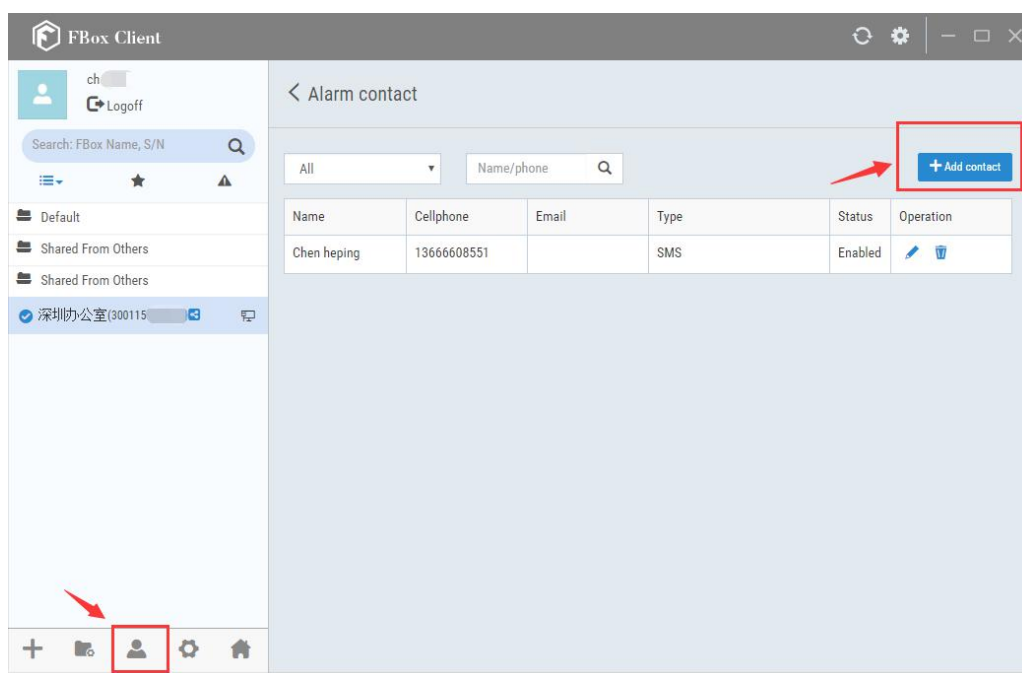 FBox Client
ch
Logoff
Search: FBox Name, S/N
Default
Shared From Others
Shared From Others
深圳办公室(300115
Alarm contact
All
Name/phone
Add contact
Name Cellphone Email Type Status Operation
Chen heping 13666608551 SMS Enabled